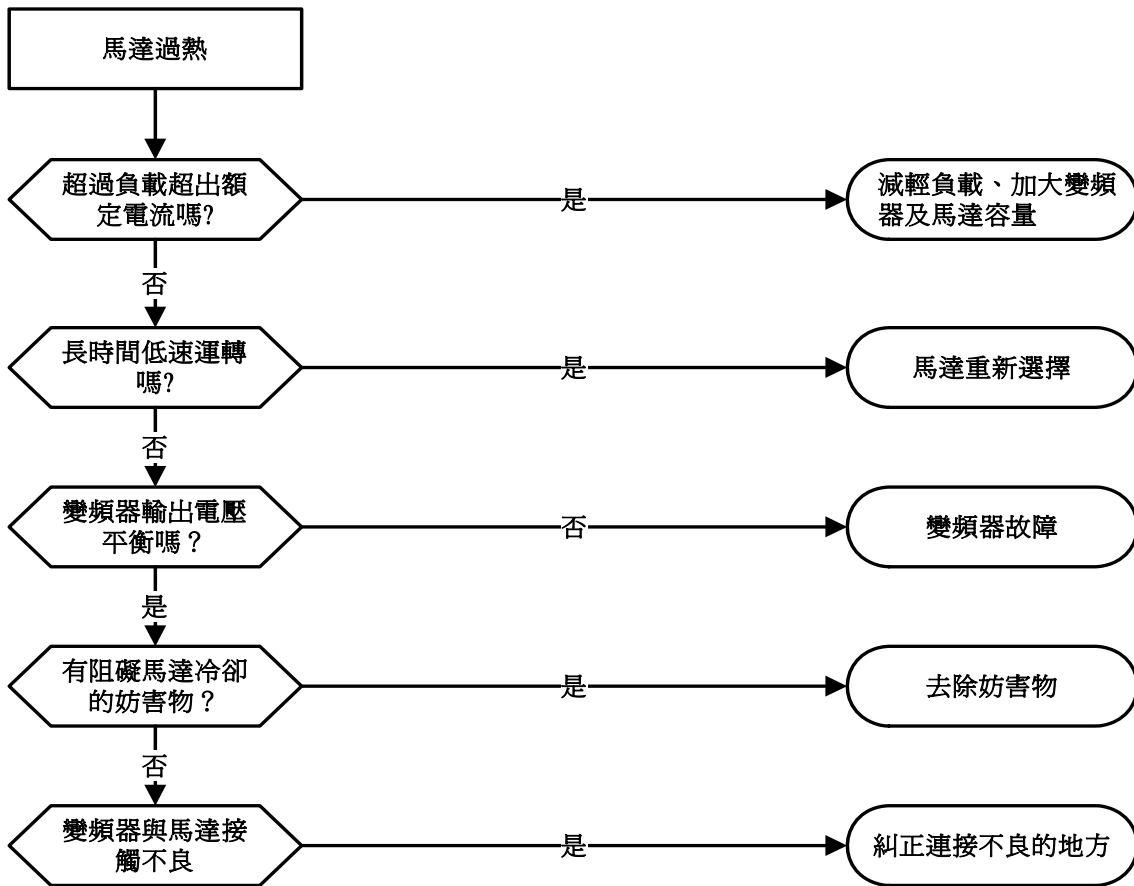 馬達過熱
超過負載超出額
定電流嗎?
是
減輕負載、加大變頻
器及馬達容量
否
長時間低速運轉
嗎?
是
馬達重新選擇
否
變頻器輸出電壓
平衡嗎？
否
變頻器故障
是
有阻礙馬達冷卻
的妨害物？
是
去除妨害物
否
變頻器與馬達接
觸不良
是
糾正連接不良的地方